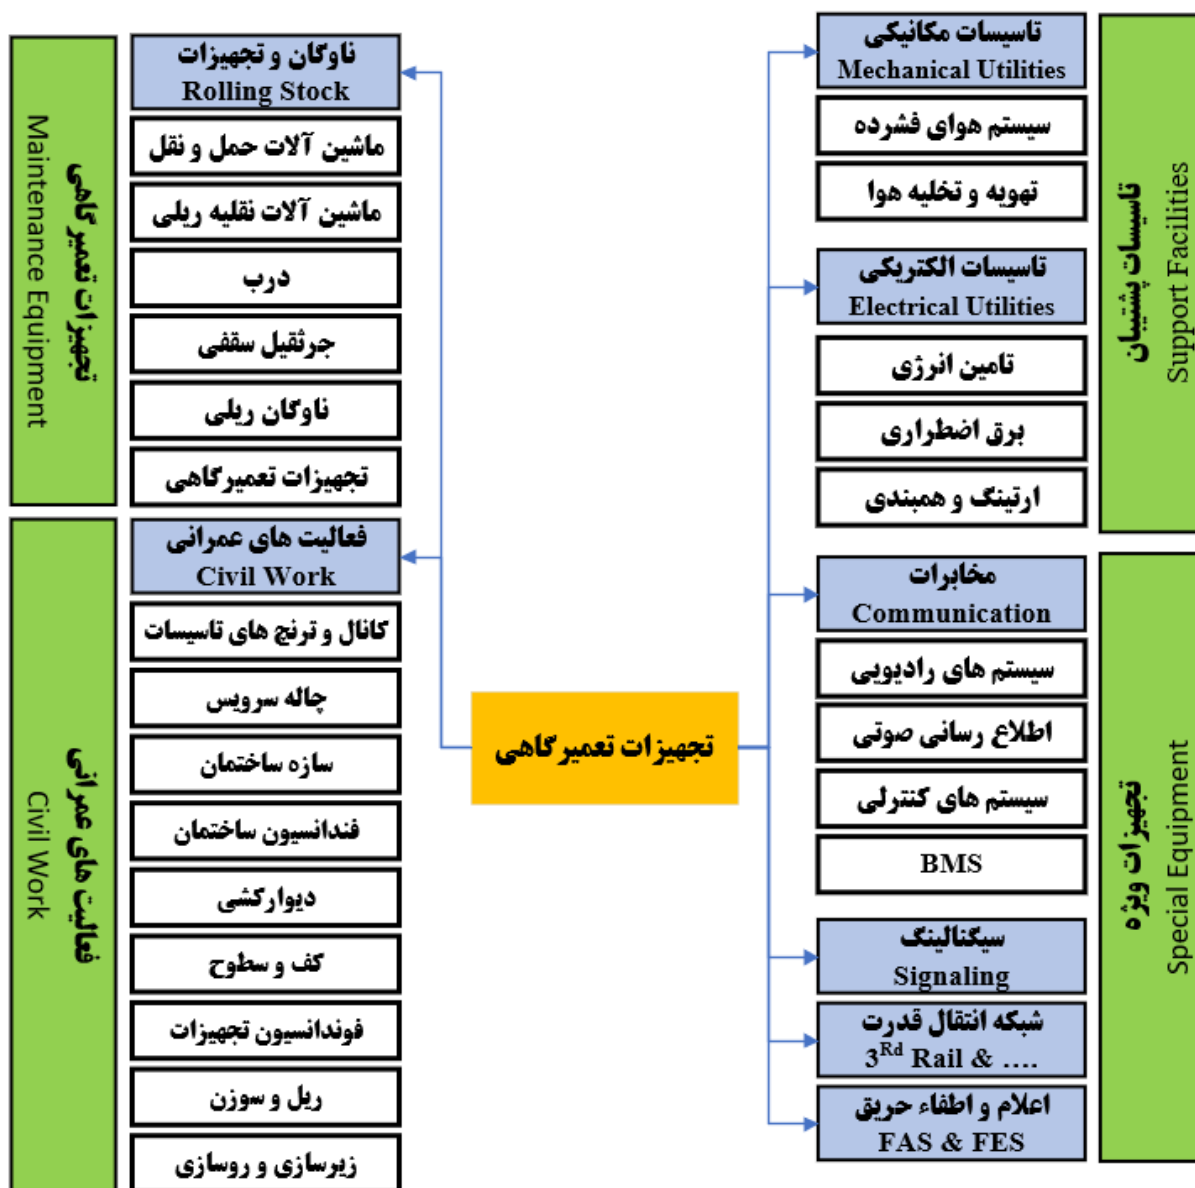 تاسیسات پشتیبان
Support Facilities
تاسیسات مکانیکی
Mechanical Utilities
سیستم هوای فشرده
تهویه و تخلیه هوا
تاسیسات الکتریکی
Electrical Utilities
تامین انرژی
برق اضطراری
ارتینگ و همبندی
تجهیزات ویژه
Special Equipment
مخابرات
Communication
سیستم های رادیویی
اطلاع رسانی صوتی
سیستم های کنترلی
BMS
سیگنالینگ
Signaling
شبکه انتقال قدرت
3Rd Rail & ....
اعلام و اطفاء حریق
FAS & FES
تجهیزات تعمیرگاهی
تجهیزات تعمیرگاهی
Maintenance Equipment
ناوگان و تجهیزات
Rolling Stock
ماشین آلات حمل و نقل
ماشین آلات نقلیه ریلی
درب
جرثقیل سقفی
ناوگان ریلی
تجهیزات تعمیرگاهی
فعالیت های عمرانی
Civil Work
فعالیت های عمرانی
Civil Work
کانال و ترنچ های تاسیسات
چاله سرویس
سازه ساختمان
فندانسیون ساختمان
دیوارکشی
کف و سطوح
فوندانسیون تجهیزات
ریل و سوزن
زیرسازی و روسازی